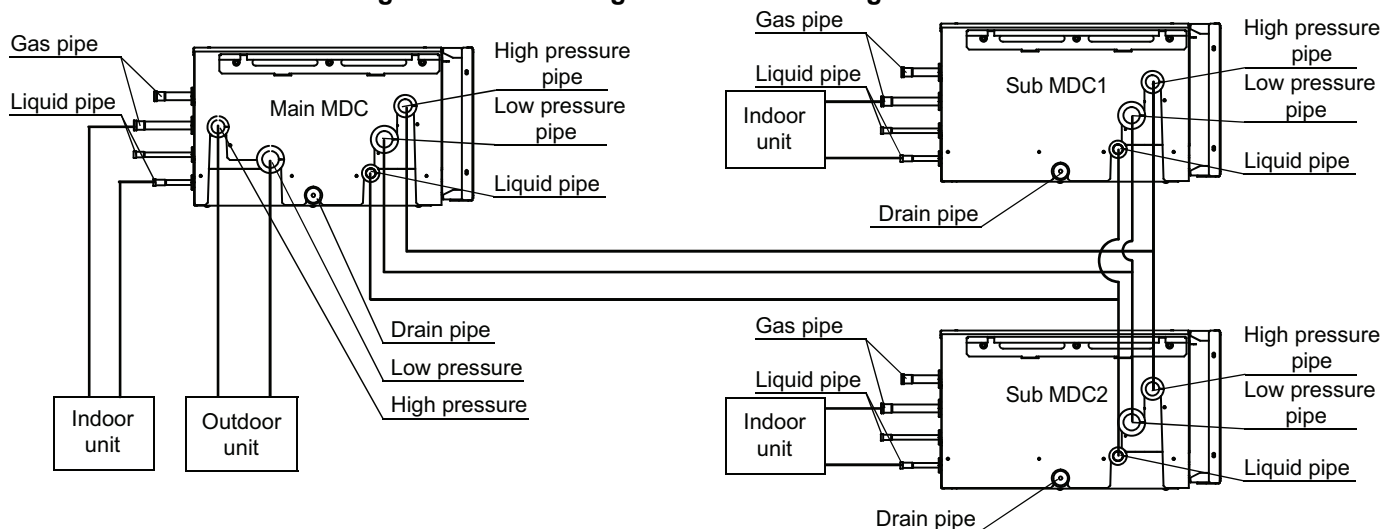 Gas pipe
Liquid pipe
Main MDC
High pressure
pipe
Low pressure
pipe
Liquid pipe
Drain pipe
Low pressure
High pressure
Indoor
unit
Outdoor
unit
Gas pipe
Liquid pipe
Indoor
unit
Sub MDC1
High pressure
pipe
Low pressure
pipe
Liquid pipe
Drain pipe
Gas pipe
Liquid pipe
Indoor
unit
Sub MDC2
High pressure
pipe
Low pressure
pipe
Liquid pipe
Drain pipe